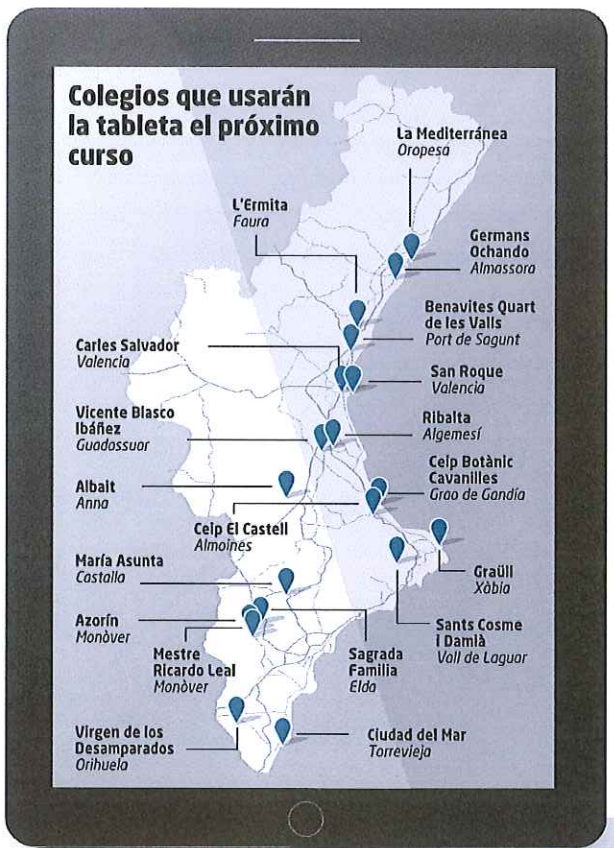 Colegios que usarán
la tableta el próximo
curso
La Mediterránea
Oropesa
L'Ermita
Faura
Germans
Ochando
Almassora
Benavites Quart
de les Valls
Port de Sagunt
Carles Salvador
Valencia
San Roque
Valencia
Vicente Blasco
Ibáñez
Guadassuar
Ribalta
Algemesí
Ceip Botànic
Cavanilles
Grao de Gandia
Albait
Anna
Ceip El Castell
Almoines
María Asunta
Castalla
Graüll
Xàbia
Azorín
Monòver
Sants Cosme
i Damià
Vall de Laguar
Mestre
Ricardo Leal
Monòver
Sagrada
Familia
Elda
Virgen de los
Desamparados
Orihuela
Ciudad del Mar
Torrevieja